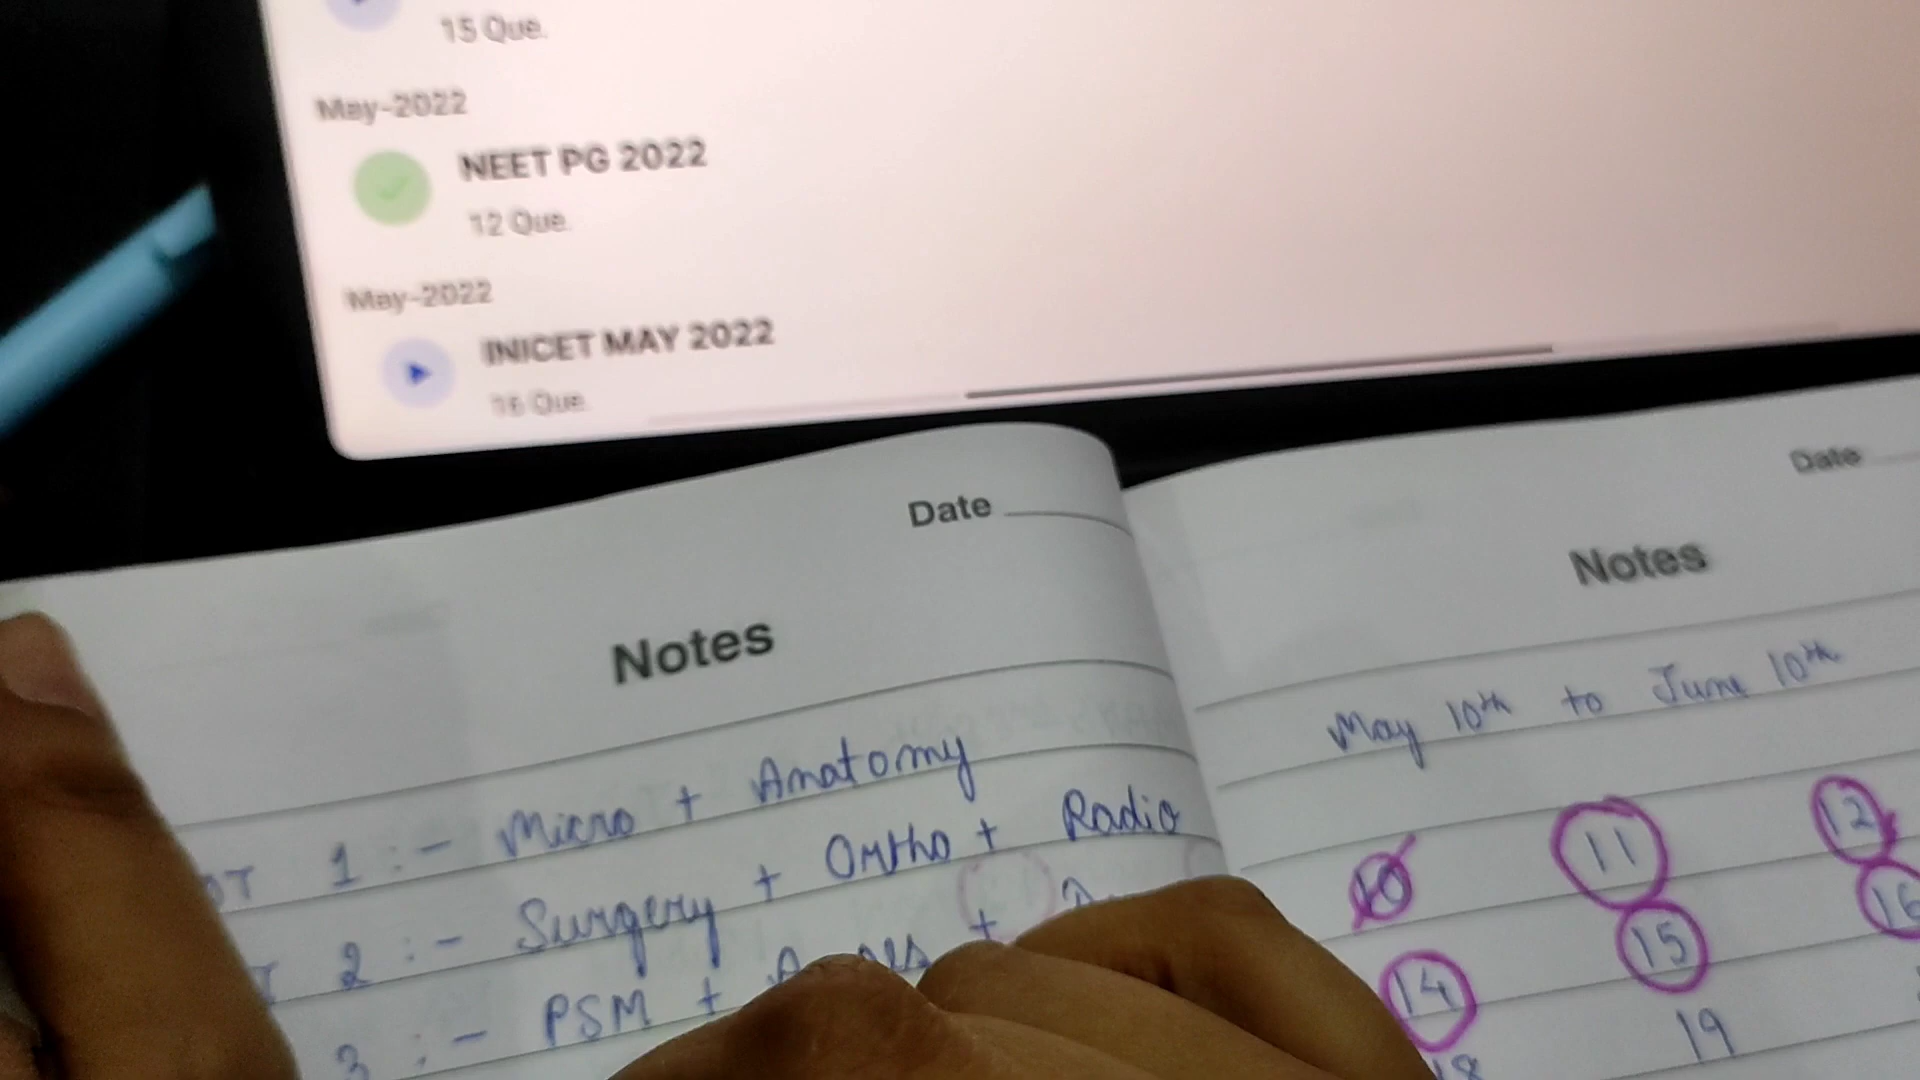 15 Que.
May-2022
NEET PG 2022
12 Que.
May-2022
INICET MAY 2022
16 Que.
Date
Notes
1 :- Micro + Anatomy
2 :- Surgery + Ortho + Radio
3 :- PSM +
Date
Notes
May 10th to June 10th
10 11 12
14 15 16
18 19